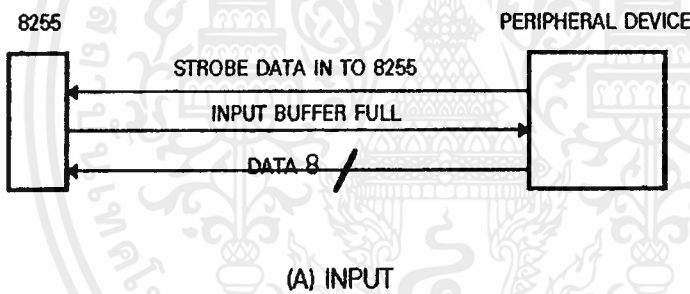 8255 PERIPHERAL DEVICE
STROBE DATA IN TO 8255
INPUT BUFFER FULL
DATA 8
(A) INPUT